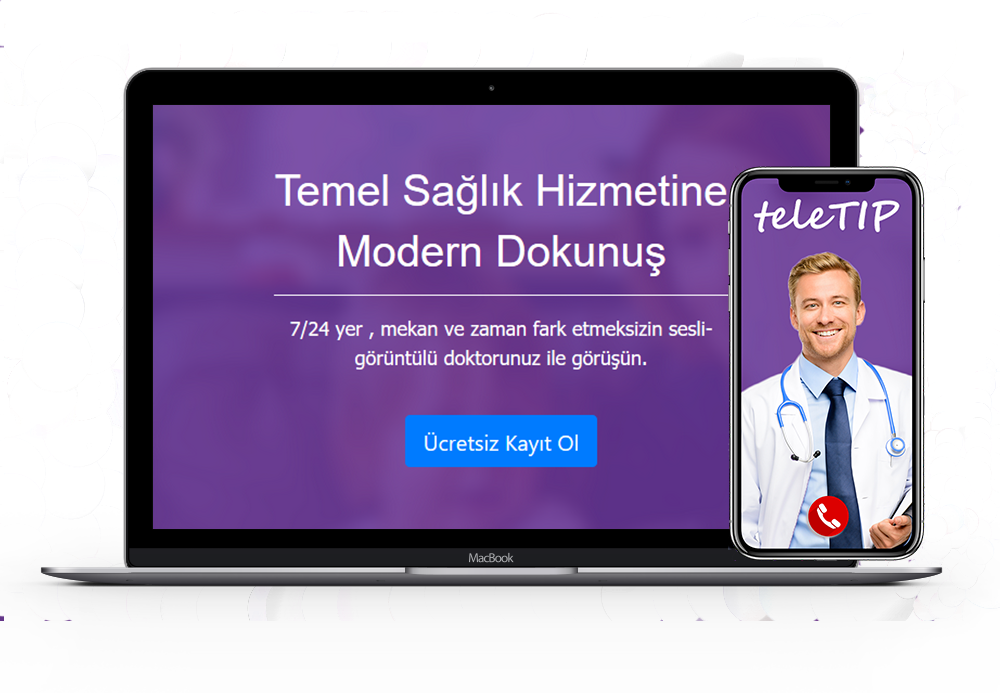 Temel Sağlık Hizmetine
Modern Dokunuş
7/24 yer , mekan ve zaman fark etmeksizin sesli-
görüntülü doktorunuz ile görüşün.
Ücretsiz Kayıt Ol
teleTIP
MacBook